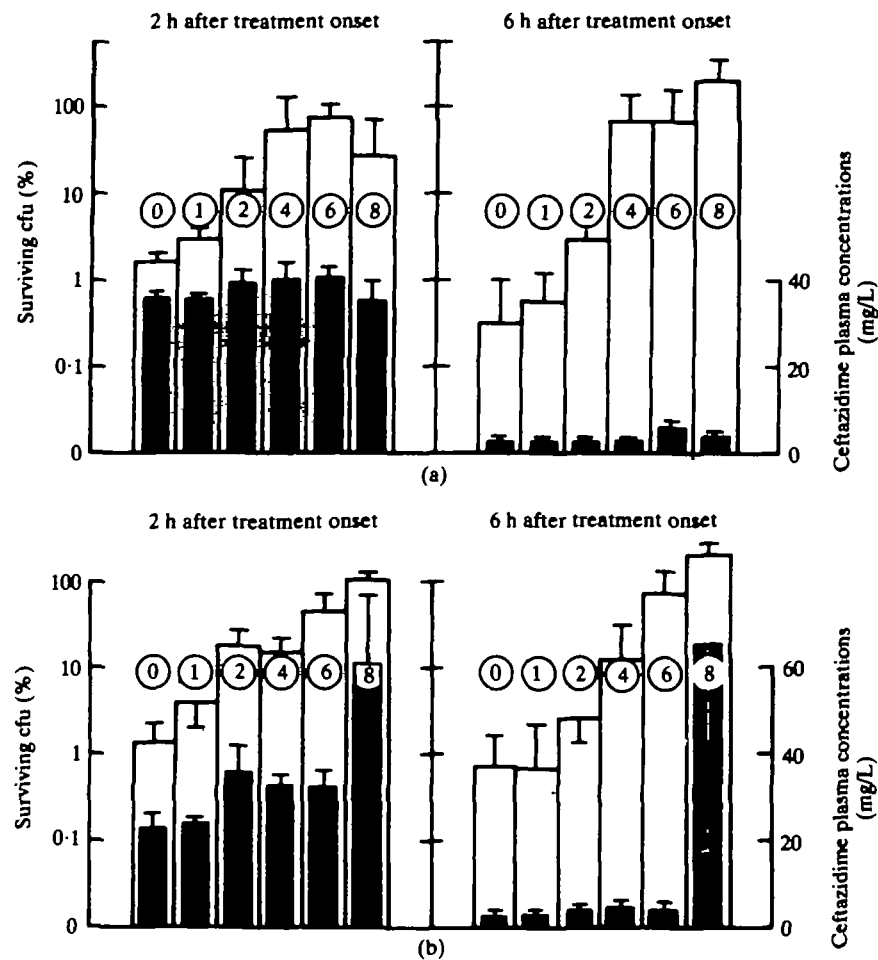 2 h after treatment onset
6 h after treatment onset
Surviving cfu (%)
100
10
1
0·1
0
0 1 2 4 6 8
0 1 2 4 6 8
40
20
0
Ceftazidime plasma concentrations
(mg/L)
(a)
2 h after treatment onset
6 h after treatment onset
Surviving cfu (%)
100
10
1
0·1
0
0 1 2 4 6 8
0 1 2 4 6 8
60
40
20
0
Ceftazidime plasma concentrations
(mg/L)
(b)